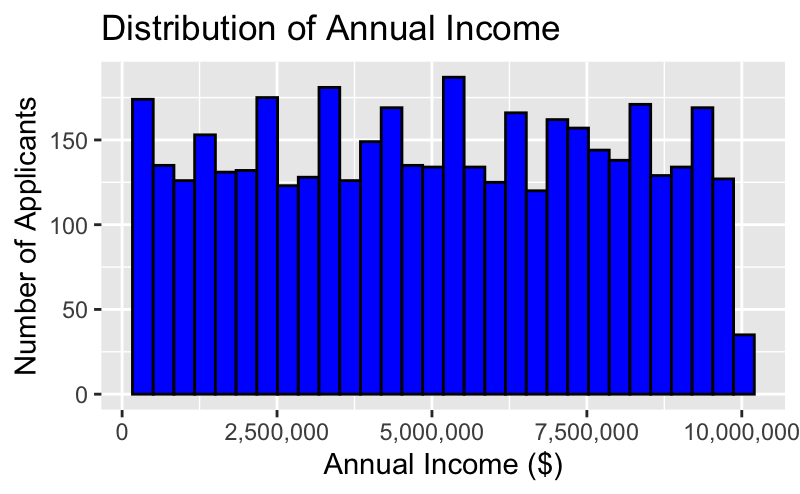 Distribution of Annual Income
Number of Applicants
150
100
50
0
0 2,500,000 5,000,000 7,500,000 10,000,000
Annual Income ($)